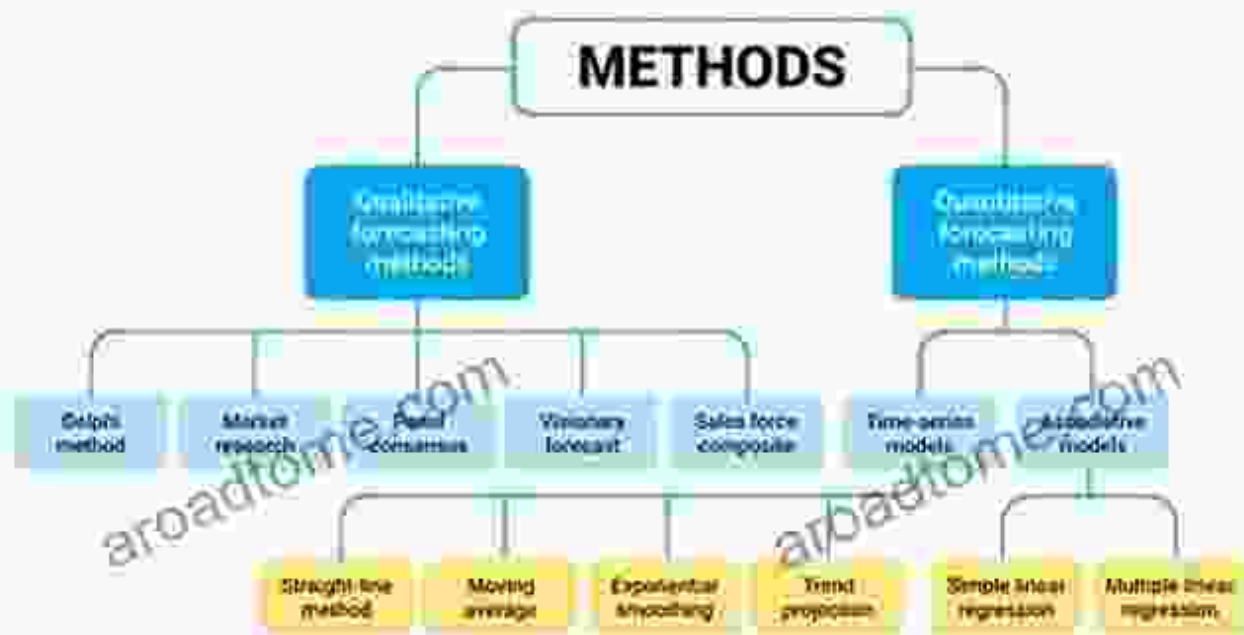 METHODS
Qualitative
forecasting
methods
Quantitative
forecasting
methods
Delphi
method
Market
research
Panel
consensus
Visionary
forecast
Sales force
composite
Time-series
models
Associative
models
Straight-line
method
Moving
average
Exponential
smoothing
Trend
projection
Simple linear
regression
Multiple linear
regression
aroadtome.com
aroadtome.com